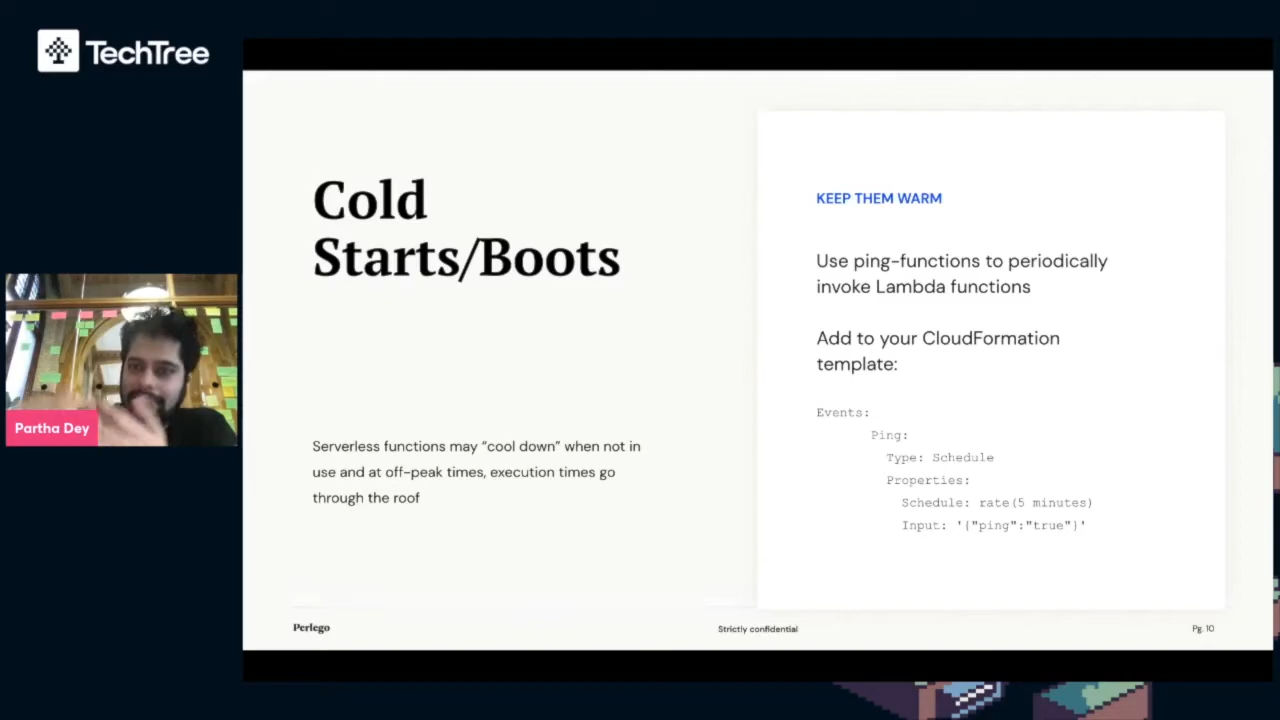 TechTree
Cold
Starts/Boots
Serverless functions may “cool down” when not in
use and at off-peak times, execution times go
through the roof
KEEP THEM WARM
Use ping-functions to periodically
invoke Lambda functions
Add to your CloudFormation
template:
Events:
Ping:
Type: Schedule
Properties:
Schedule: rate(5 minutes)
Input: '{"ping":"true"}'
Partha Dey
Perlego
Strictly confidential
Pg. 10